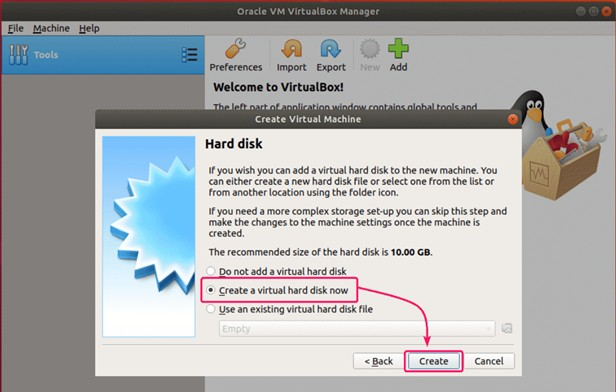 Oracle VM VirtualBox Manager
File Machine Help
Tools
Preferences Import Export New Add
Welcome to VirtualBox!
The left part of application window contains global tools and
Create Virtual Machine
Hard disk
If you wish you can add a virtual hard disk to the new machine. You
can either create a new hard disk file or select one from the list or
from another location using the folder icon.
If you need a more complex storage set-up you can skip this step and
make the changes to the machine settings once the machine is
created.
The recommended size of the hard disk is 10.00 GB.
Do not add a virtual hard disk
Create a virtual hard disk now
Use an existing virtual hard disk file
Empty
< Back Create Cancel